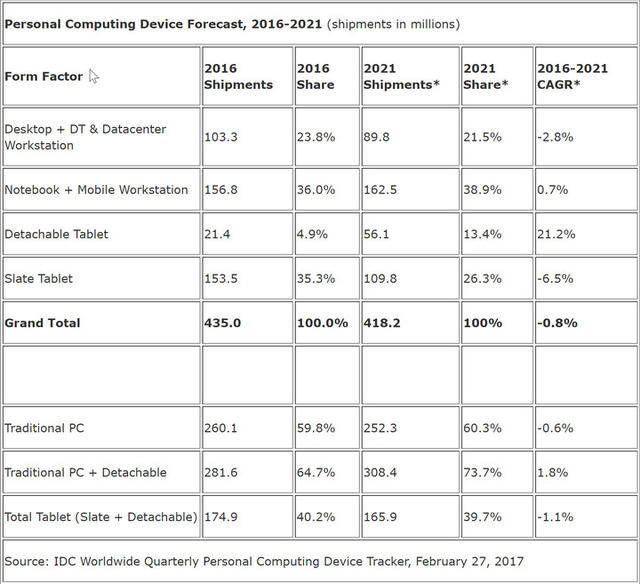 Personal Computing Device Forecast, 2016-2021 (shipments in millions)
Form Factor 2016 Shipments 2016 Share 2021 Shipments* 2021 Share* 2016-2021 CAGR*
Desktop + DT & Datacenter Workstation 103.3 23.8% 89.8 21.5% -2.8%
Notebook + Mobile Workstation 156.8 36.0% 162.5 38.9% 0.7%
Detachable Tablet 21.4 4.9% 56.1 13.4% 21.2%
Slate Tablet 153.5 35.3% 109.8 26.3% -6.5%
Grand Total 435.0 100.0% 418.2 100% -0.8%
Traditional PC 260.1 59.8% 252.3 60.3% -0.6%
Traditional PC + Detachable 281.6 64.7% 308.4 73.7% 1.8%
Total Tablet (Slate + Detachable) 174.9 40.2% 165.9 39.7% -1.1%
Source: IDC Worldwide Quarterly Personal Computing Device Tracker, February 27, 2017